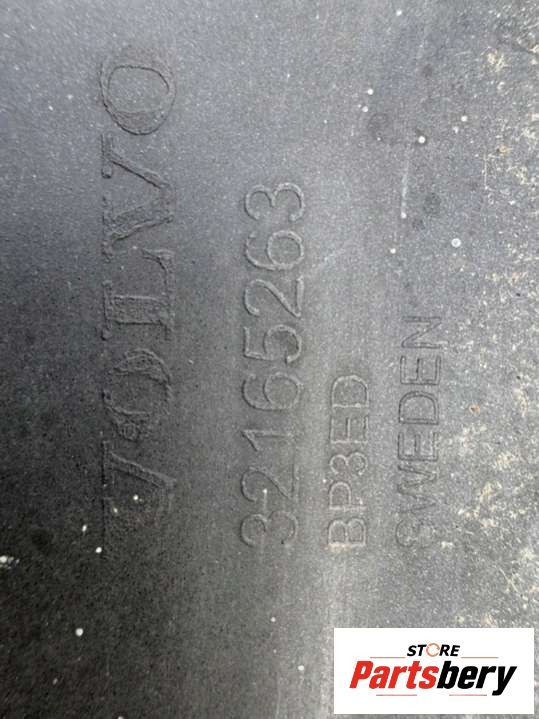 VOLVO
32165263
BP3ED
SWEDEN
STORE
Partsbery